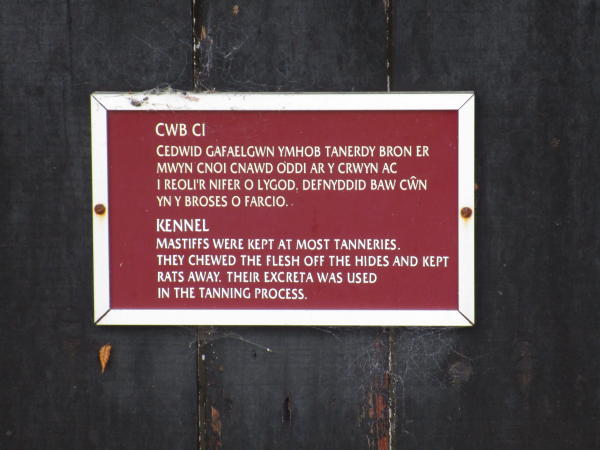 CWB CI
CEDWID GAFAELGWN YMHOB TANERDY BRON ER
MWYN CNOI CNAWD ODDI AR Y CRWYN AC
I REOLI'R NIFER O LYGOD. DEFNYDDID BAW CŴN
YN Y BROSES O FARCIO.
KENNEL
MASTIFFS WERE KEPT AT MOST TANNERIES.
THEY CHEWED THE FLESH OFF THE HIDES AND KEPT
RATS AWAY. THEIR EXCRETA WAS USED
IN THE TANNING PROCESS.